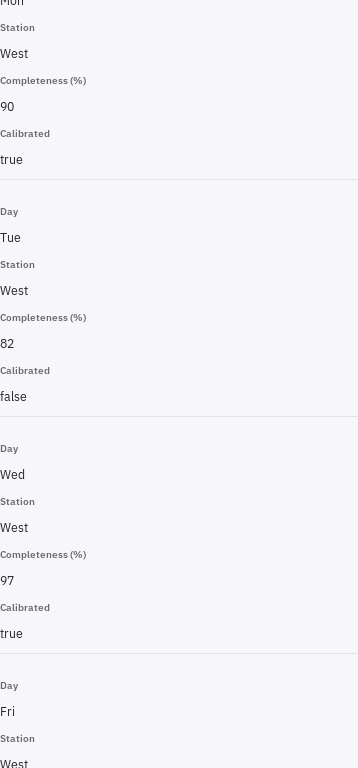 Mon
Station
West
Completeness (%)
90
Calibrated
true
Day
Tue
Station
West
Completeness (%)
82
Calibrated
false
Day
Wed
Station
West
Completeness (%)
97
Calibrated
true
Day
Fri
Station
West